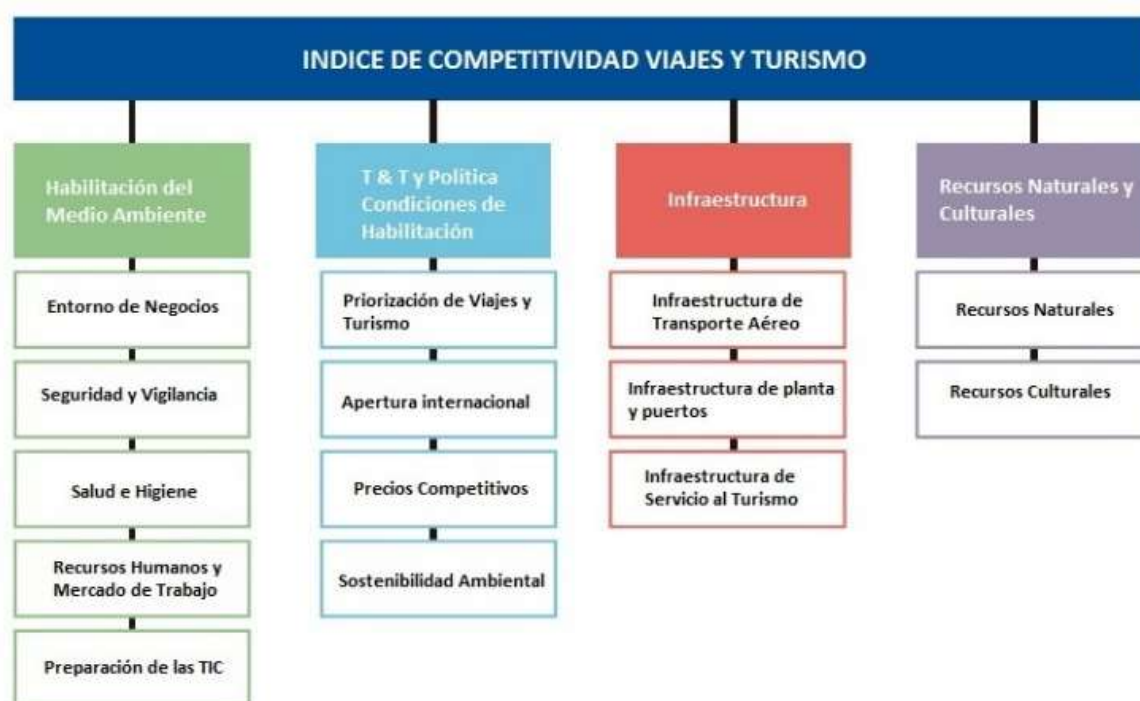 INDICE DE COMPETITIVIDAD VIAJES Y TURISMO
Habilitación del
Medio Ambiente
Entorno de Negocios
Seguridad y Vigilancia
Salud e Higiene
Recursos Humanos y
Mercado de Trabajo
Preparación de las TIC
T & T y Política
Condiciones de
Habilitación
Priorización de Viajes y
Turismo
Apertura internacional
Precios Competitivos
Sostenibilidad Ambiental
Infraestructura
Infraestructura de
Transporte Aéreo
Infraestructura de planta
y puertos
Infraestructura de
Servicio al Turismo
Recursos Naturales y
Culturales
Recursos Naturales
Recursos Culturales